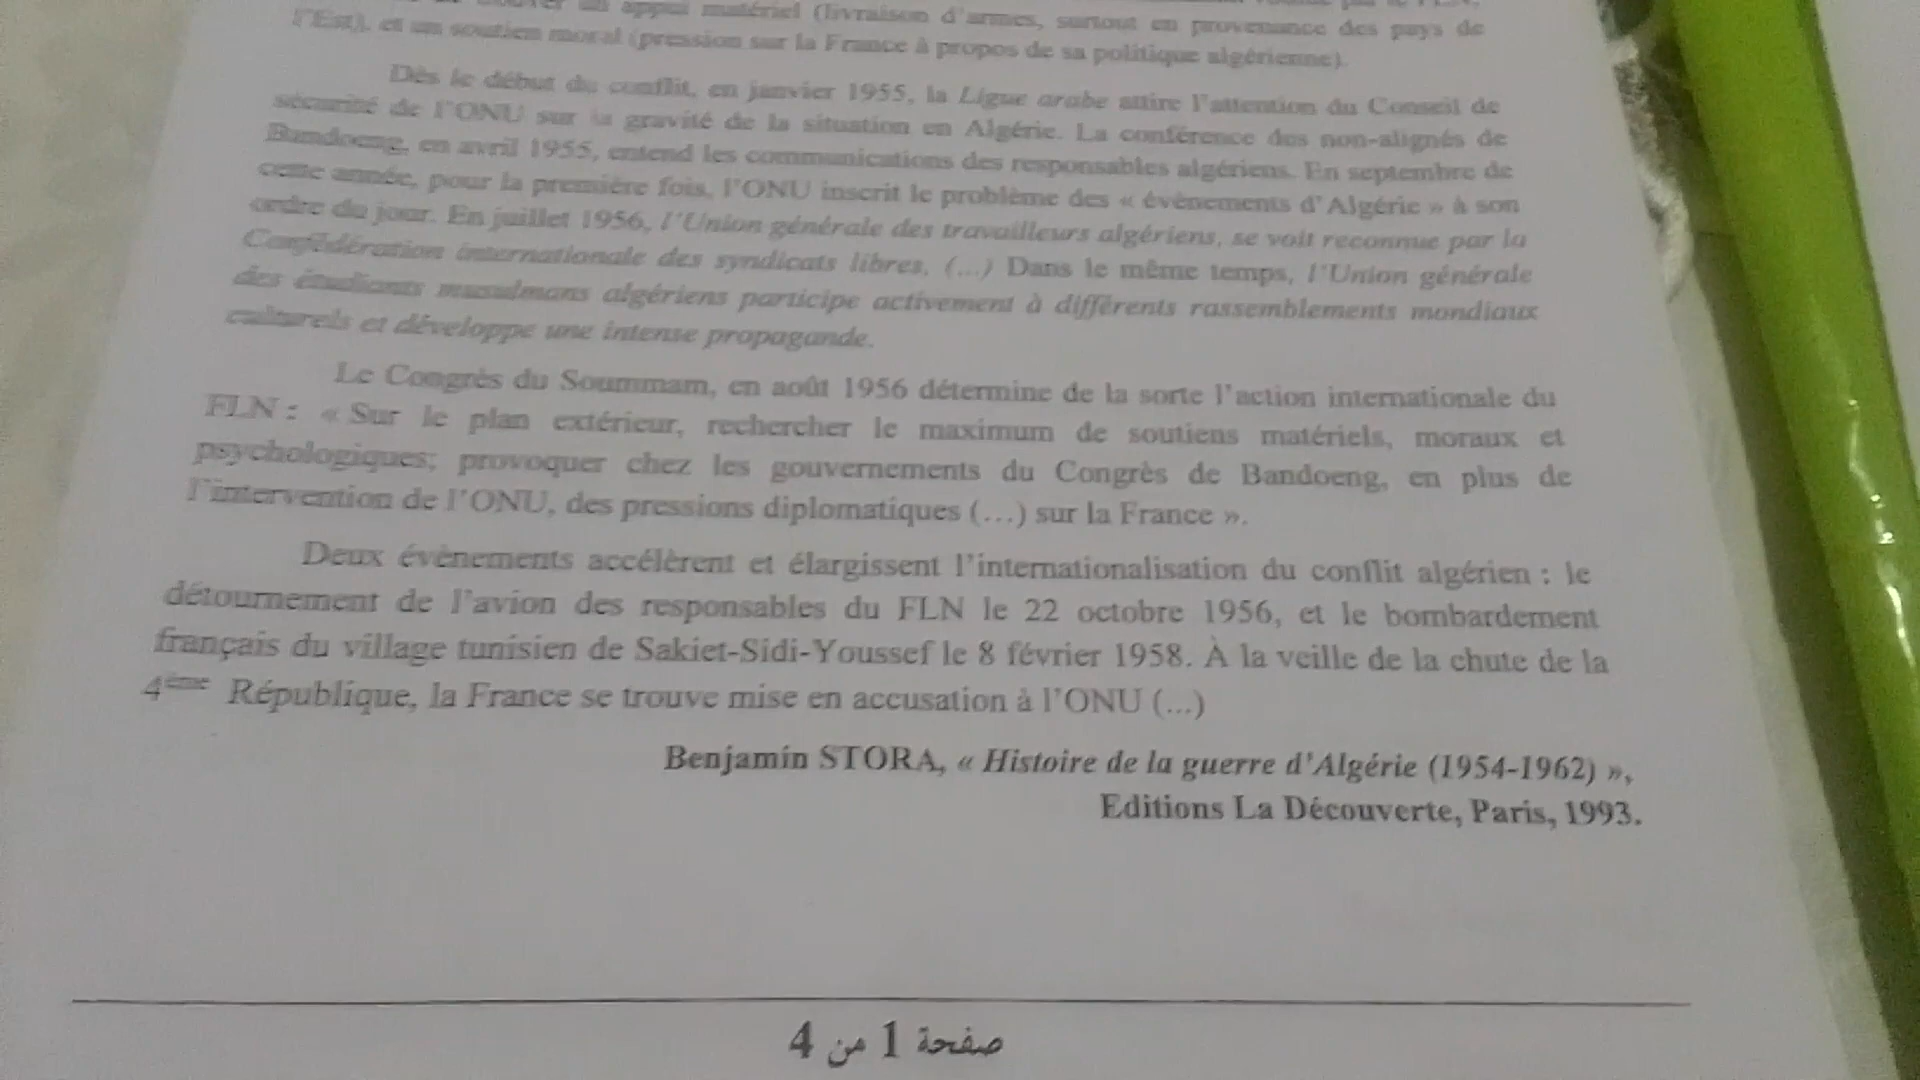 un appui matériel (livraison d'armes, surtout en provenance des pays de
l'Est), et un soutien moral (pression sur la France à propos de sa politique algérienne).
Dès le début du conflit, en janvier 1955, la Ligue arabe attire l'attention du Conseil de
sécurité de l'ONU sur la gravité de la situation en Algérie. La conférence des non-alignés de
Bandoeng, en avril 1955, entend les communications des responsables algériens. En septembre de
cette année, pour la première fois, l'ONU inscrit le problème des « évènements d'Algérie » à son
ordre du jour. En juillet 1956, l'Union générale des travailleurs algériens, se voit reconnue par la
Confédération internationale des syndicats libres, (...) Dans le même temps, l'Union générale
des étudiants musulmans algériens participe activement à différents rassemblements mondiaux
culturels et développe une intense propagande.
Le Congrès du Soummam, en août 1956 détermine de la sorte l'action internationale du
FLN : « Sur le plan extérieur, rechercher le maximum de soutiens matériels, moraux et
psychologiques; provoquer chez les gouvernements du Congrès de Bandoeng, en plus de
l'intervention de l'ONU, des pressions diplomatiques (...) sur la France ».
Deux évènements accélèrent et élargissent l'internationalisation du conflit algérien : le
détournement de l'avion des responsables du FLN le 22 octobre 1956, et le bombardement
français du village tunisien de Sakiet-Sidi-Youssef le 8 février 1958. À la veille de la chute de la
4ème République, la France se trouve mise en accusation à l'ONU (...)
Benjamin STORA, « Histoire de la guerre d'Algérie (1954-1962) »,
Editions La Découverte, Paris, 1993.
صفحة 1 من 4